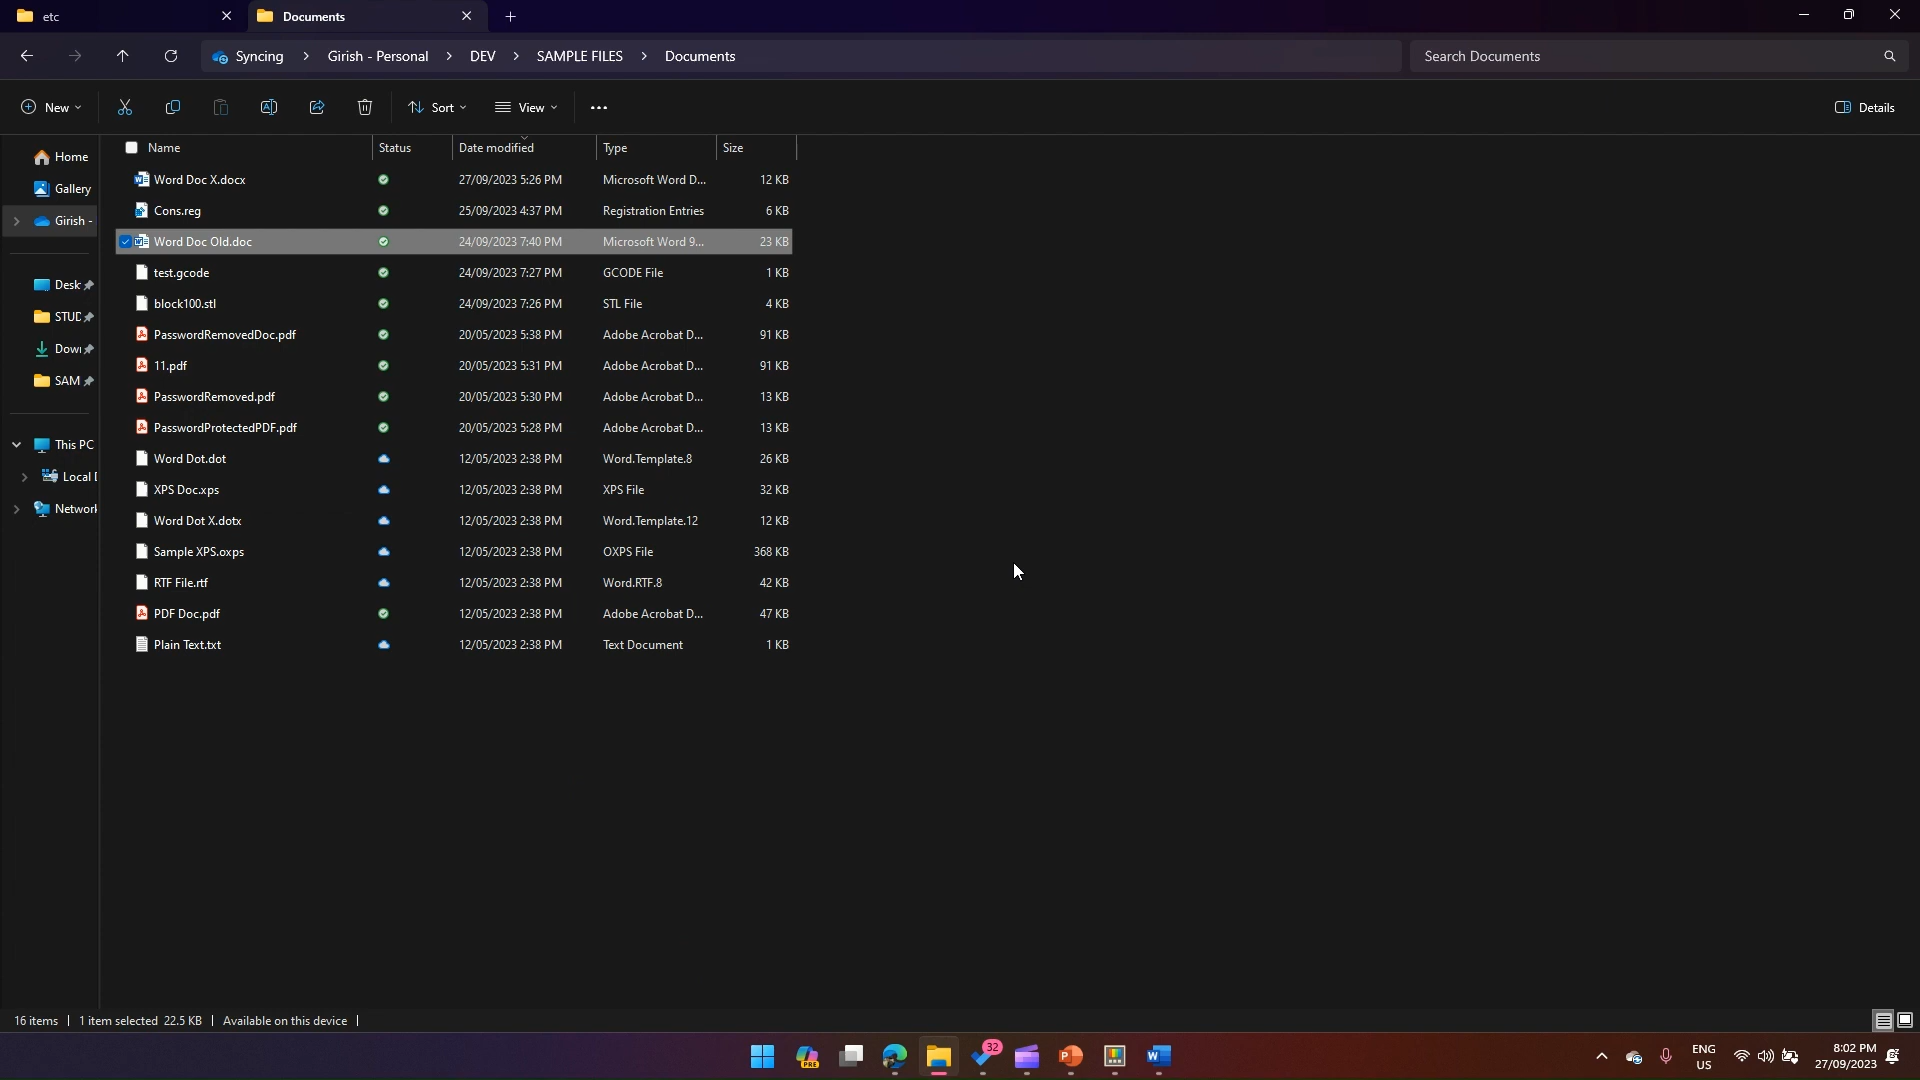 etc
Documents
Syncing > Girish - Personal > DEV > SAMPLE FILES > Documents
Search Documents
New
Sort
View
Details
Name Status Date modified Type Size
Home
Gallery
Girish -
Desk
STUD
Down
SAM
This PC
Local D
Network
Word Doc X.docx 27/09/2023 5:26 PM Microsoft Word D... 12 KB
Cons.reg 25/09/2023 4:37 PM Registration Entries 6 KB
Word Doc Old.doc 24/09/2023 7:40 PM Microsoft Word 9... 23 KB
test.gcode 24/09/2023 7:27 PM GCODE File 1 KB
block100.stl 24/09/2023 7:26 PM STL File 4 KB
PasswordRemovedDoc.pdf 20/05/2023 5:38 PM Adobe Acrobat D... 91 KB
11.pdf 20/05/2023 5:31 PM Adobe Acrobat D... 91 KB
PasswordRemoved.pdf 20/05/2023 5:30 PM Adobe Acrobat D... 13 KB
PasswordProtectedPDF.pdf 20/05/2023 5:28 PM Adobe Acrobat D... 13 KB
Word Dot.dot 12/05/2023 2:38 PM Word.Template.8 26 KB
XPS Doc.xps 12/05/2023 2:38 PM XPS File 32 KB
Word Dot X.dotx 12/05/2023 2:38 PM Word.Template.12 12 KB
Sample XPS.oxps 12/05/2023 2:38 PM OXPS File 368 KB
RTF File.rtf 12/05/2023 2:38 PM Word.RTF.8 42 KB
PDF Doc.pdf 12/05/2023 2:38 PM Adobe Acrobat D... 47 KB
Plain Text.txt 12/05/2023 2:38 PM Text Document 1 KB
16 items | 1 item selected 22.5 KB | Available on this device |
PRE
32
ENG
US
8:02 PM
27/09/2023